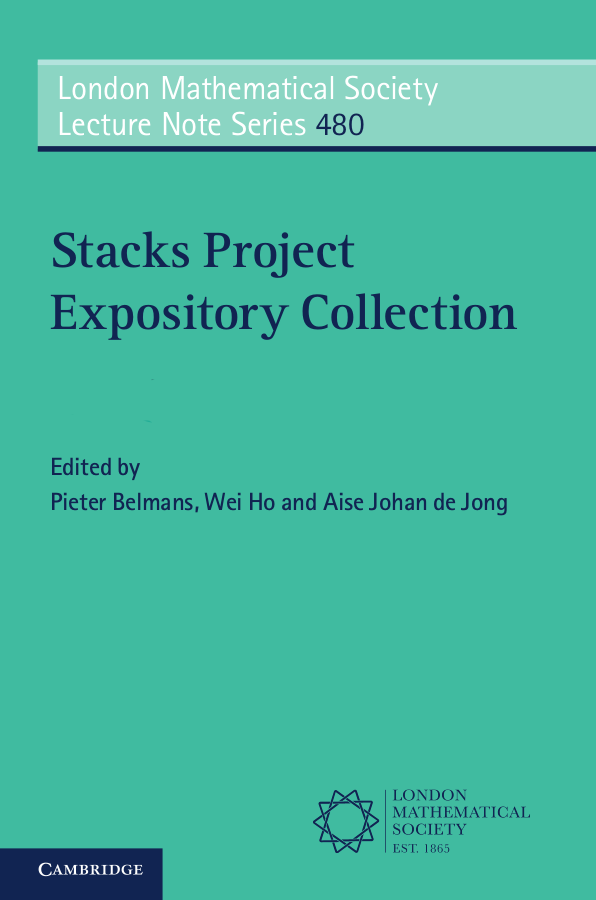 London Mathematical Society
Lecture Note Series 480
Stacks Project
Expository Collection
Edited by
Pieter Belmans, Wei Ho and Aise Johan de Jong
LONDON
MATHEMATICAL
SOCIETY
EST. 1865
CAMBRIDGE